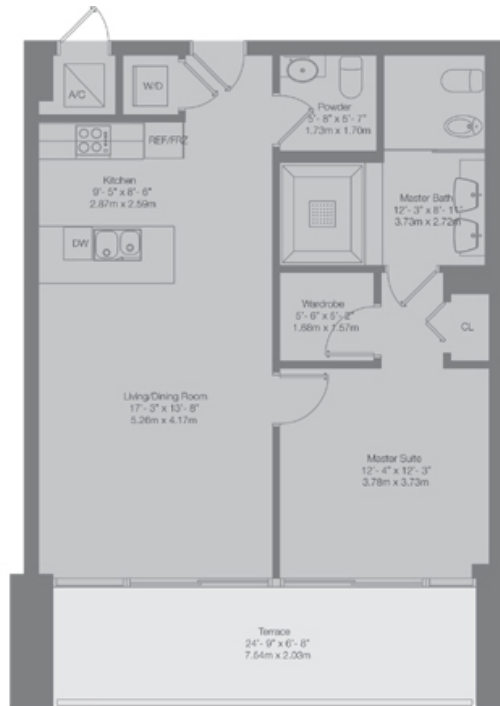 A/C
W/D
Powder
5'- 8" x 5'- 7"
1.73m x 1.70m
REF/FRZ
Kitchen
9'- 5" x 8'- 6"
2.87m x 2.59m
Master Bath
12'- 3" x 8'- 11"
3.73m x 2.72m
DW
Wardrobe
5'- 6" x 5'- 2"
1.68m x 1.57m
CL
Living/Dining Room
17'- 3" x 13'- 8"
5.26m x 4.17m
Master Suite
12'- 4" x 12'- 3"
3.78m x 3.73m
Terrace
24'- 9" x 6'- 8"
7.54m x 2.03m